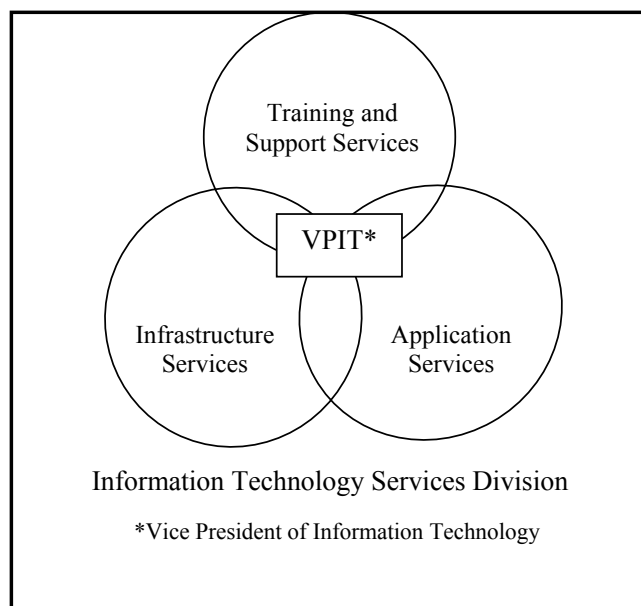 Training and
Support Services
VPIT*
Infrastructure
Services
Application
Services
Information Technology Services Division
*Vice President of Information Technology